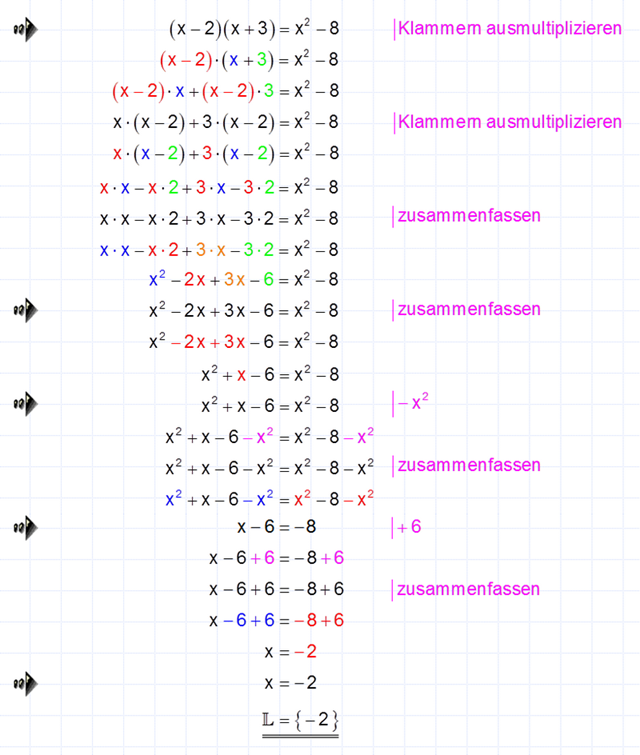 (x − 2)(x + 3) = x² − 8 |Klammern ausmultiplizieren
(x − 2)·(x + 3) = x² − 8
(x − 2)·x + (x − 2)·3 = x² − 8
x·(x − 2) + 3·(x − 2) = x² − 8 |Klammern ausmultiplizieren
x·(x − 2) + 3·(x − 2) = x² − 8
x·x − x·2 + 3·x − 3·2 = x² − 8
x·x − x·2 + 3·x − 3·2 = x² − 8 |zusammenfassen
x·x − x·2 + 3·x − 3·2 = x² − 8
x² − 2x + 3x − 6 = x² − 8
x² − 2x + 3x − 6 = x² − 8 |zusammenfassen
x² − 2x + 3x − 6 = x² − 8
x² + x − 6 = x² − 8
x² + x − 6 = x² − 8 |− x²
x² + x − 6 − x² = x² − 8 − x²
x² + x − 6 − x² = x² − 8 − x² |zusammenfassen
x² + x − 6 − x² = x² − 8 − x²
x − 6 = −8 |+ 6
x − 6 + 6 = −8 + 6
x − 6 + 6 = −8 + 6 |zusammenfassen
x − 6 + 6 = −8 + 6
x = −2
x = −2
𝕃 = {−2}